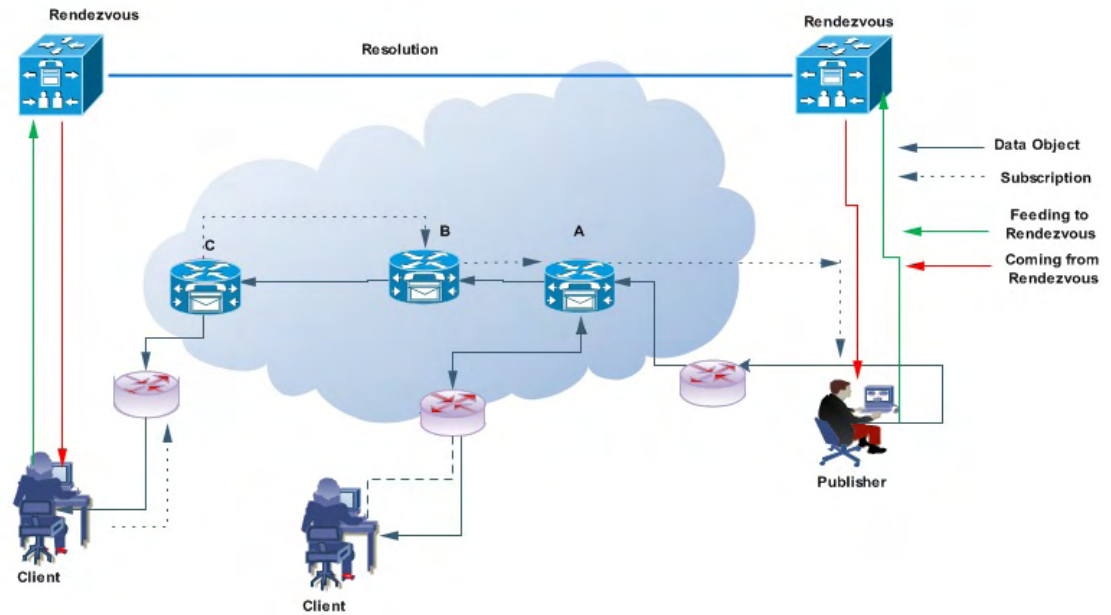 Rendezvous
Rendezvous
Resolution
Data Object
Subscription
Feeding to
Rendezvous
Coming from
Rendezvous
B
A
C
Publisher
Client
Client